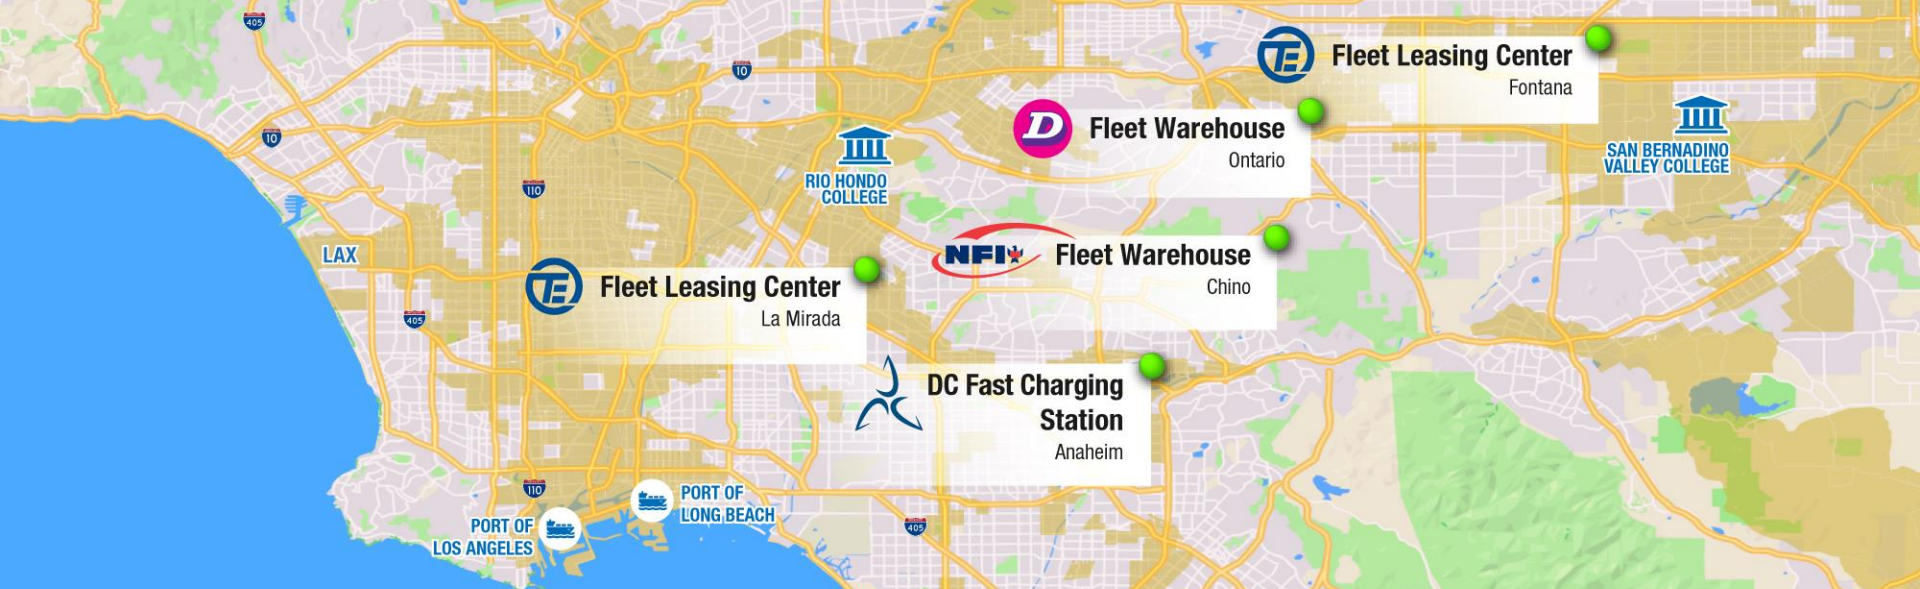 405
10
TE
Fleet Leasing Center
Fontana
D
Fleet Warehouse
Ontario
10
110
RIO HONDO
COLLEGE
SAN BERNADINO
VALLEY COLLEGE
LAX
NFI
Fleet Warehouse
Chino
TE
Fleet Leasing Center
La Mirada
405
DC Fast Charging
Station
Anaheim
110
PORT OF
LONG BEACH
PORT OF
LOS ANGELES
405